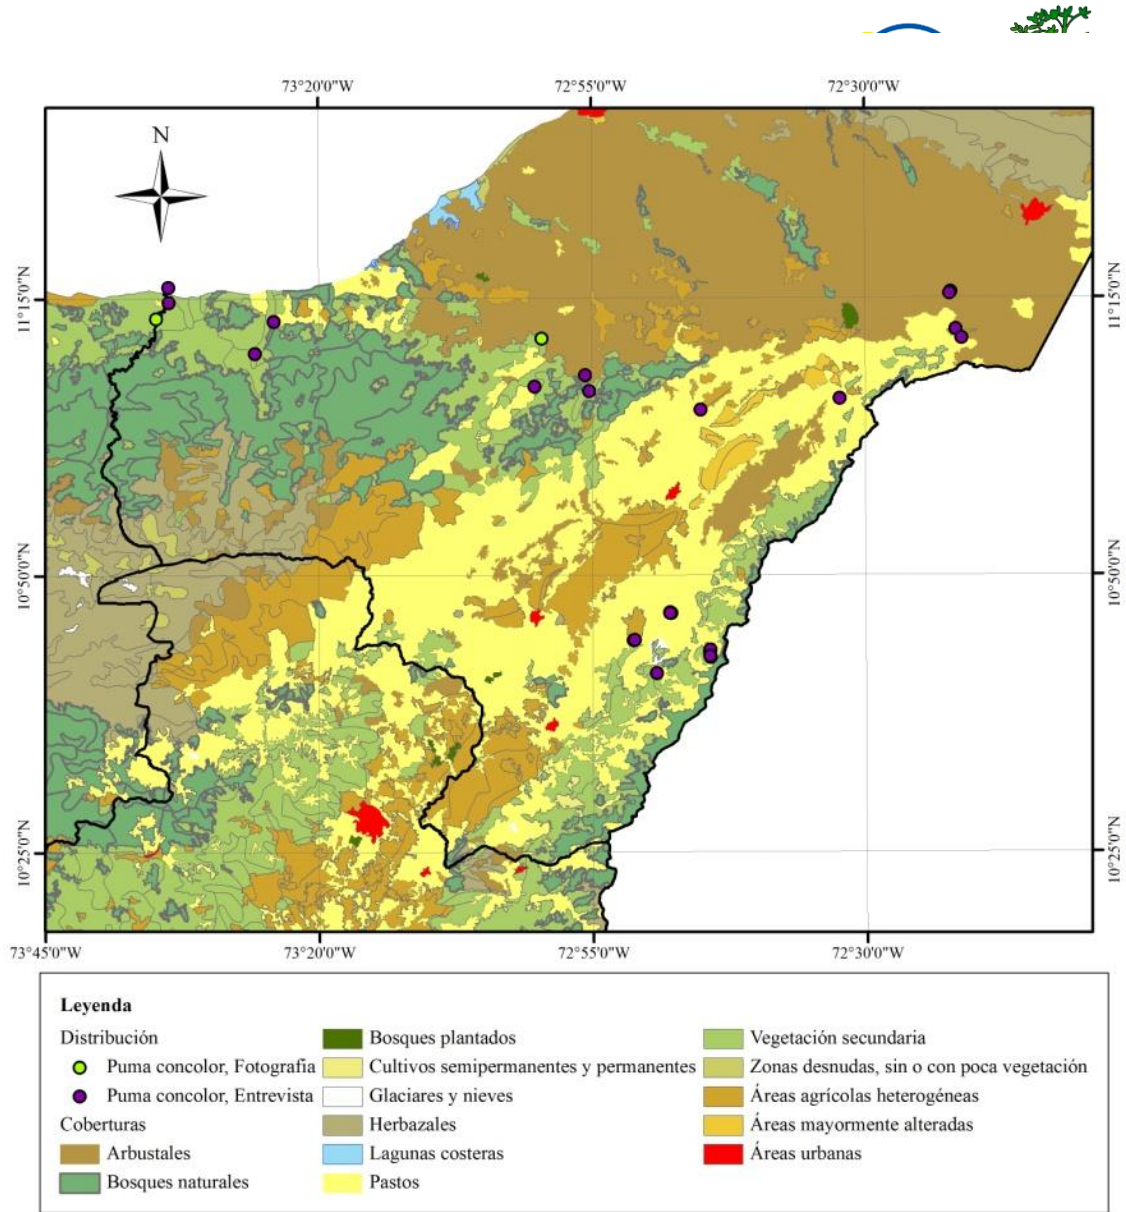 73°20'0"W 72°55'0"W 72°30'0"W
N
11°15'0"N 11°15'0"N
10°50'0"N 10°50'0"N
10°25'0"N 10°25'0"N
73°45'0"W 73°20'0"W 72°55'0"W 72°30'0"W
Leyenda
Distribución
Puma concolor, Fotografia
Puma concolor, Entrevista
Coberturas
Arbustales
Bosques naturales
Bosques plantados
Cultivos semipermanentes y permanentes
Glaciares y nieves
Herbazales
Lagunas costeras
Pastos
Vegetación secundaria
Zonas desnudas, sin o con poca vegetación
Áreas agrícolas heterogéneas
Áreas mayormente alteradas
Áreas urbanas